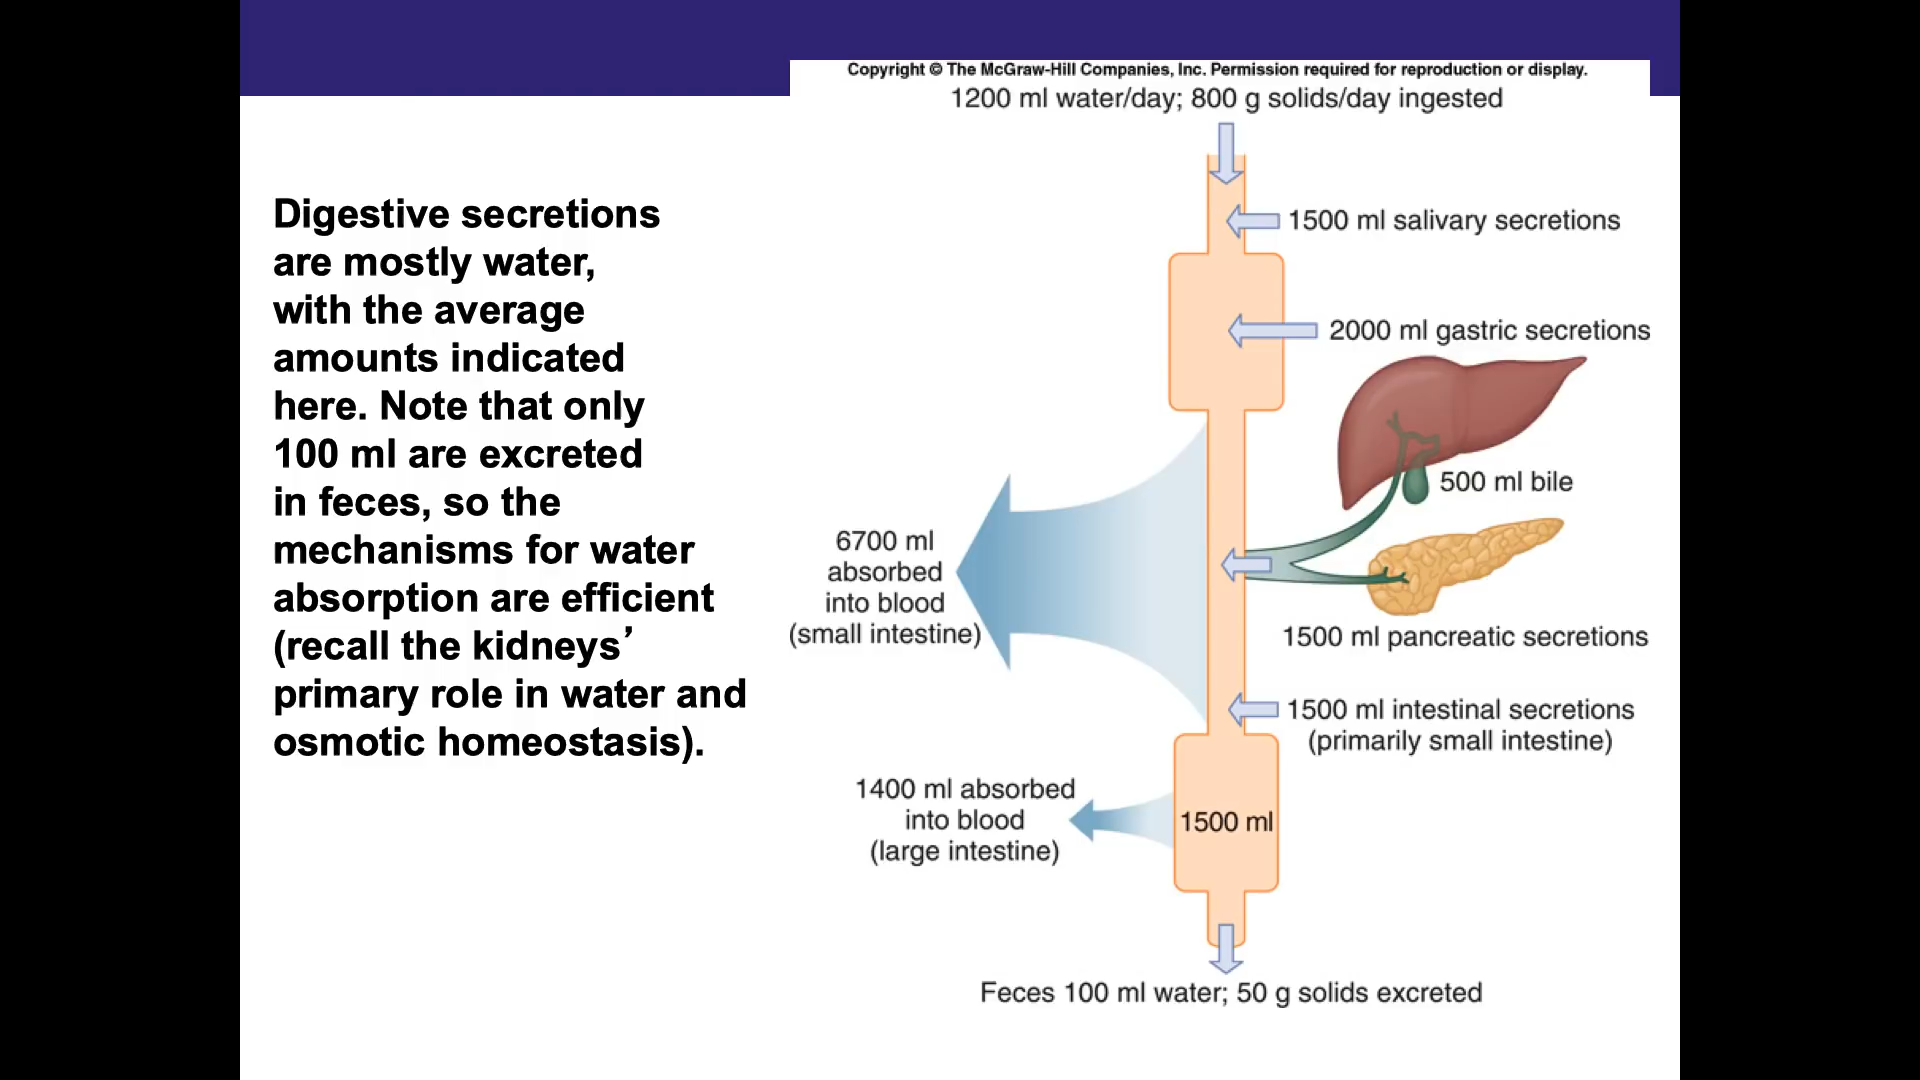 Copyright © The McGraw-Hill Companies, Inc. Permission required for reproduction or display.
1200 ml water/day; 800 g solids/day ingested
Digestive secretions
are mostly water,
with the average
amounts indicated
here. Note that only
100 ml are excreted
in feces, so the
mechanisms for water
absorption are efficient
(recall the kidneys’
primary role in water and
osmotic homeostasis).
1500 ml salivary secretions
2000 ml gastric secretions
500 ml bile
6700 ml
absorbed
into blood
(small intestine)
1500 ml pancreatic secretions
1500 ml intestinal secretions
(primarily small intestine)
1400 ml absorbed
into blood
(large intestine)
1500 ml
Feces 100 ml water; 50 g solids excreted